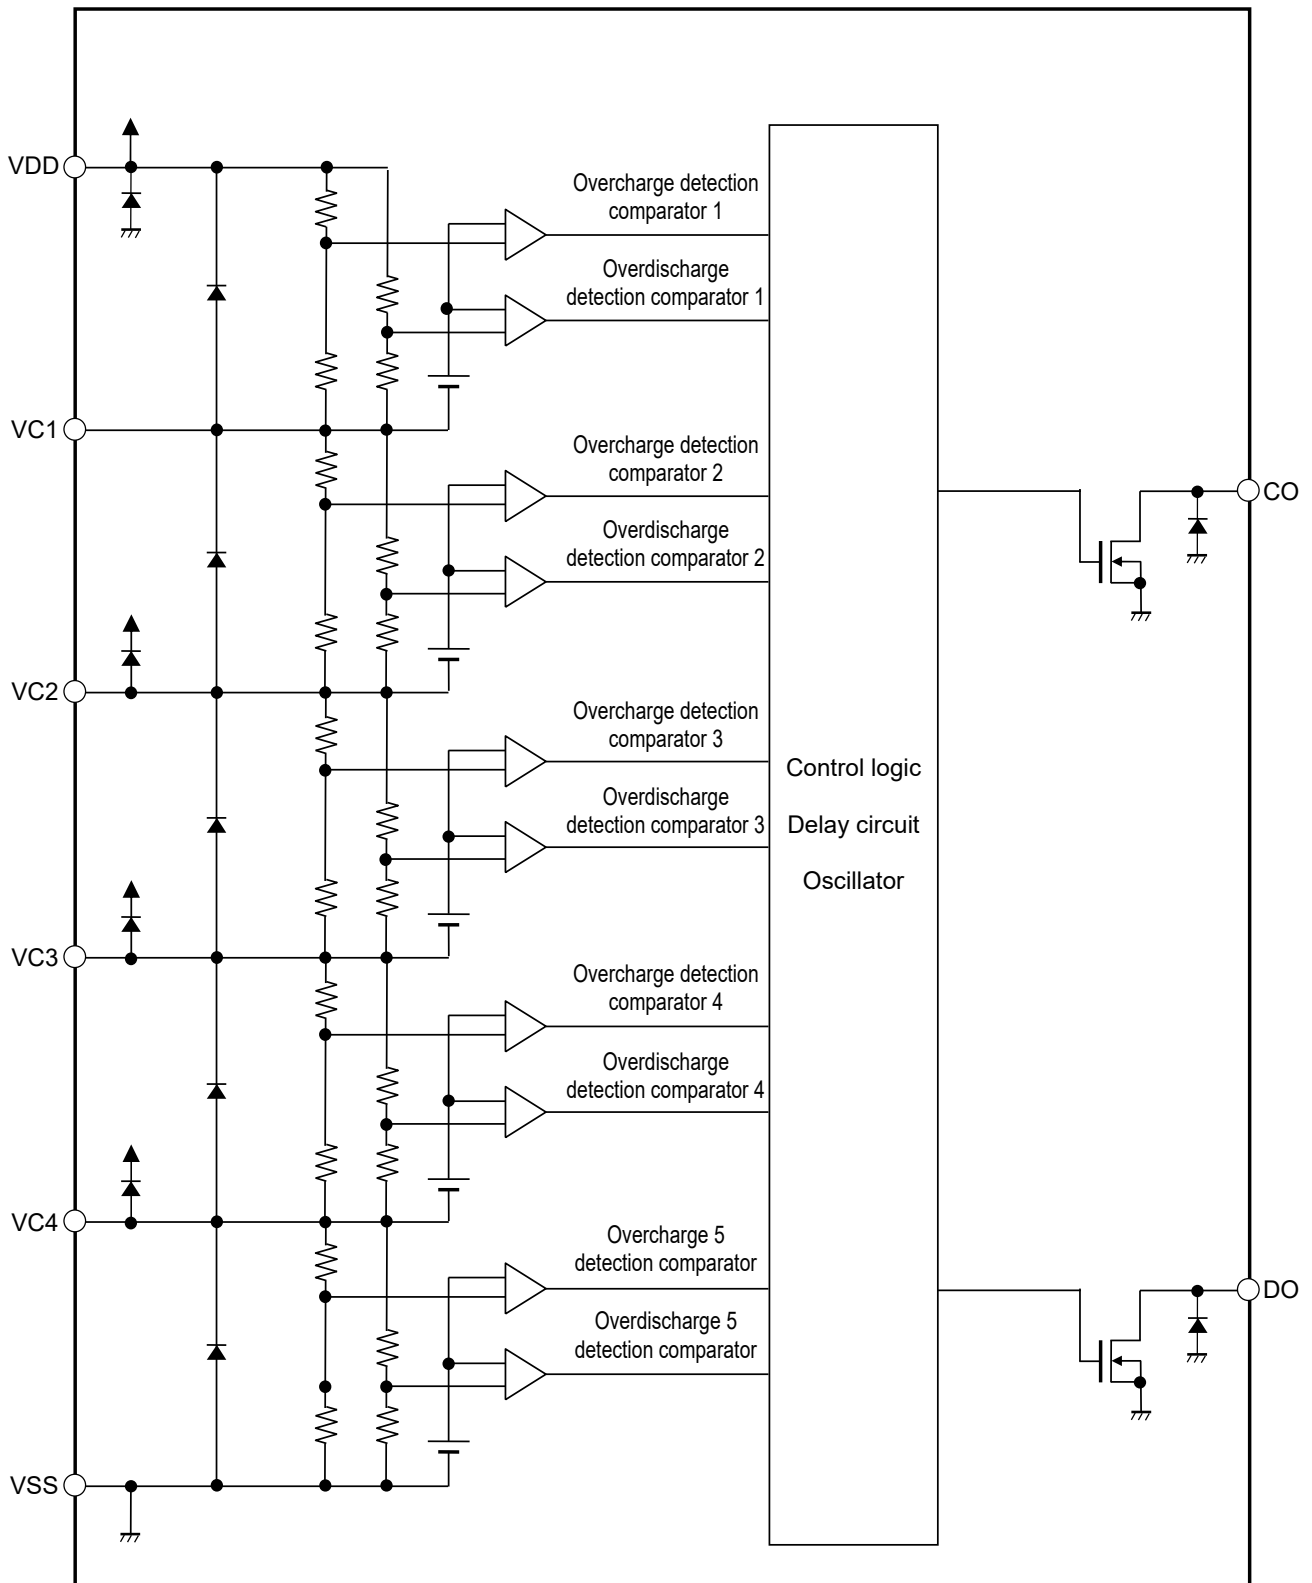 VDD
Overcharge detection
comparator 1
Overdischarge
detection comparator 1
VC1
Overcharge detection
comparator 2
CO
Overdischarge
detection comparator 2
VC2
Overcharge detection
comparator 3
Control logic
Overdischarge
detection comparator 3
Delay circuit
Oscillator
VC3
Overcharge detection
comparator 4
Overdischarge
detection comparator 4
VC4
Overcharge 5
detection comparator
DO
Overdischarge 5
detection comparator
VSS